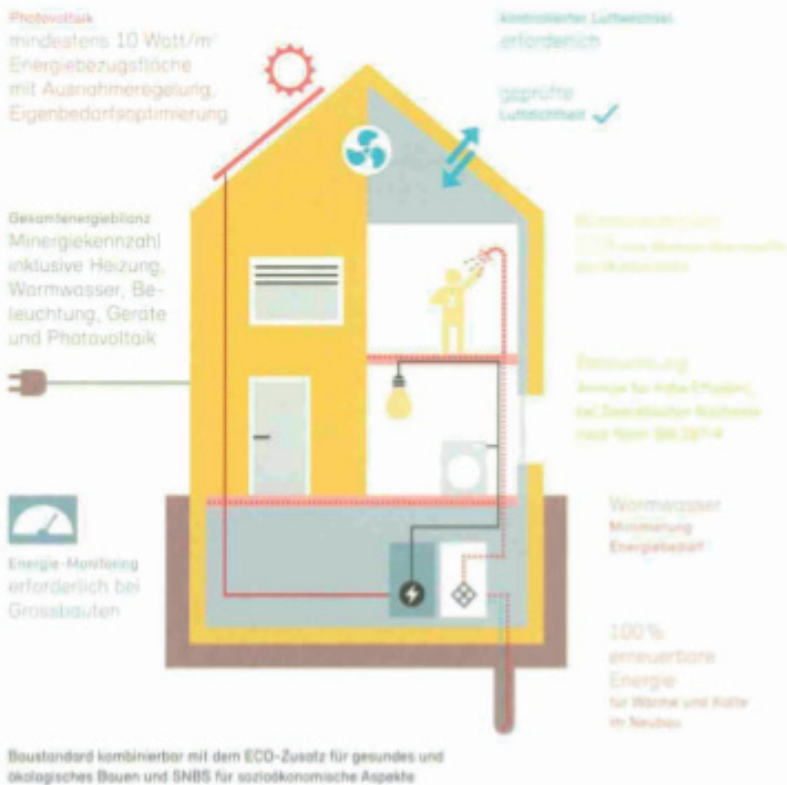 Photovoltaik
mindestens 10 Watt/m²
Energiebezugsfläche
mit Ausnahmeregelung,
Eigenbedarfsoptimierung
kontrollierter Luftwechsel
erforderlich
geprüfte
Luftdichtheit
Gesamtenergiebilanz
Minergiekennzahl
inklusive Heizung,
Warmwasser, Be-
leuchtung, Geräte
und Photovoltaik
Beleuchtung
Energie-Monitoring
erforderlich bei
Grossbauten
Warmwasser
Minimierung
Energiebedarf
100%
erneuerbare
Energie
für Wärme und Kälte
im Neubau
Baustandard kombinierbar mit dem ECO-Zusatz für gesundes und
ökologisches Bauen und SNBS für sozioökonomische Aspekte